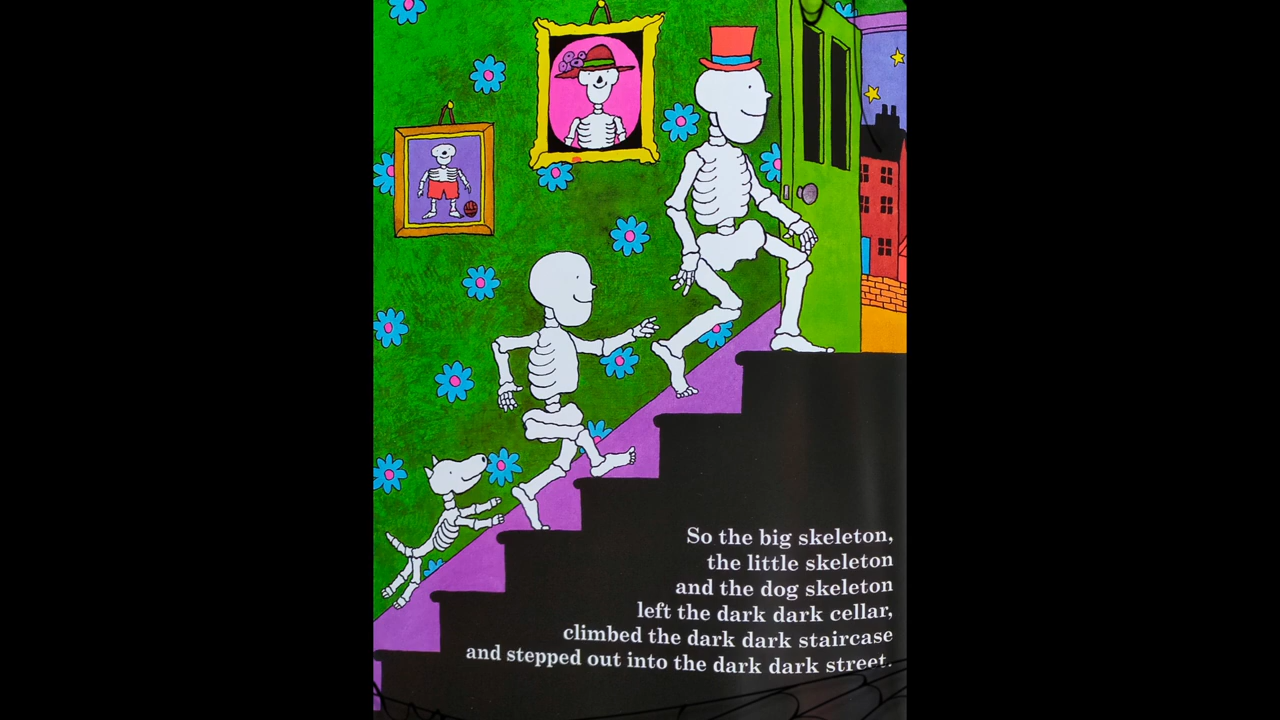 So the big skeleton,
the little skeleton
and the dog skeleton
left the dark dark cellar,
climbed the dark dark staircase
and stepped out into the dark dark street.